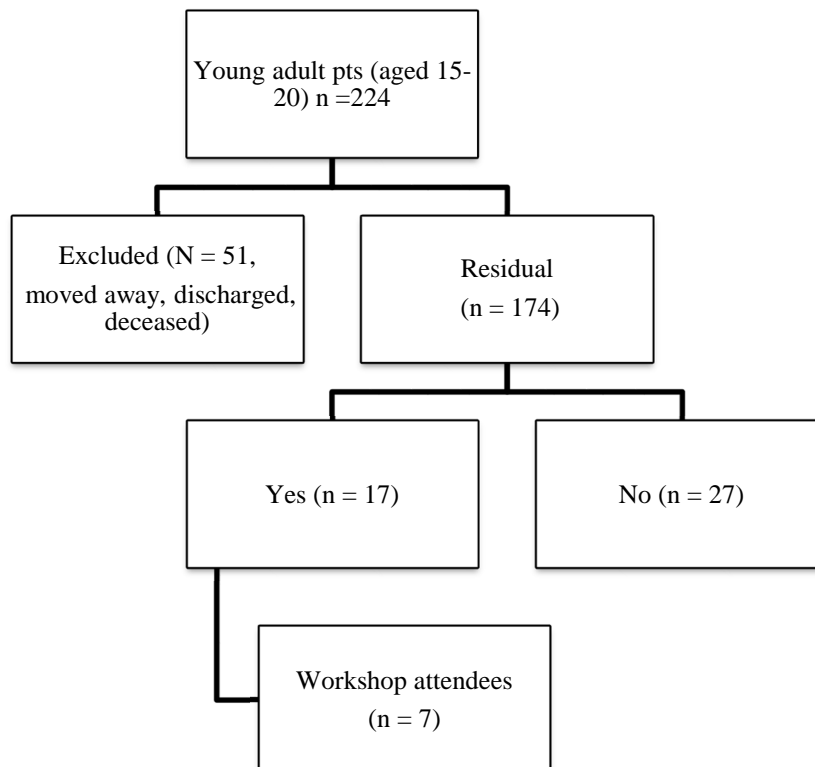 Young adult pts (aged 15-
20) n =224
Excluded (N = 51,
moved away, discharged,
deceased)
Residual
(n = 174)
Yes (n = 17)
No (n = 27)
Workshop attendees
(n = 7)